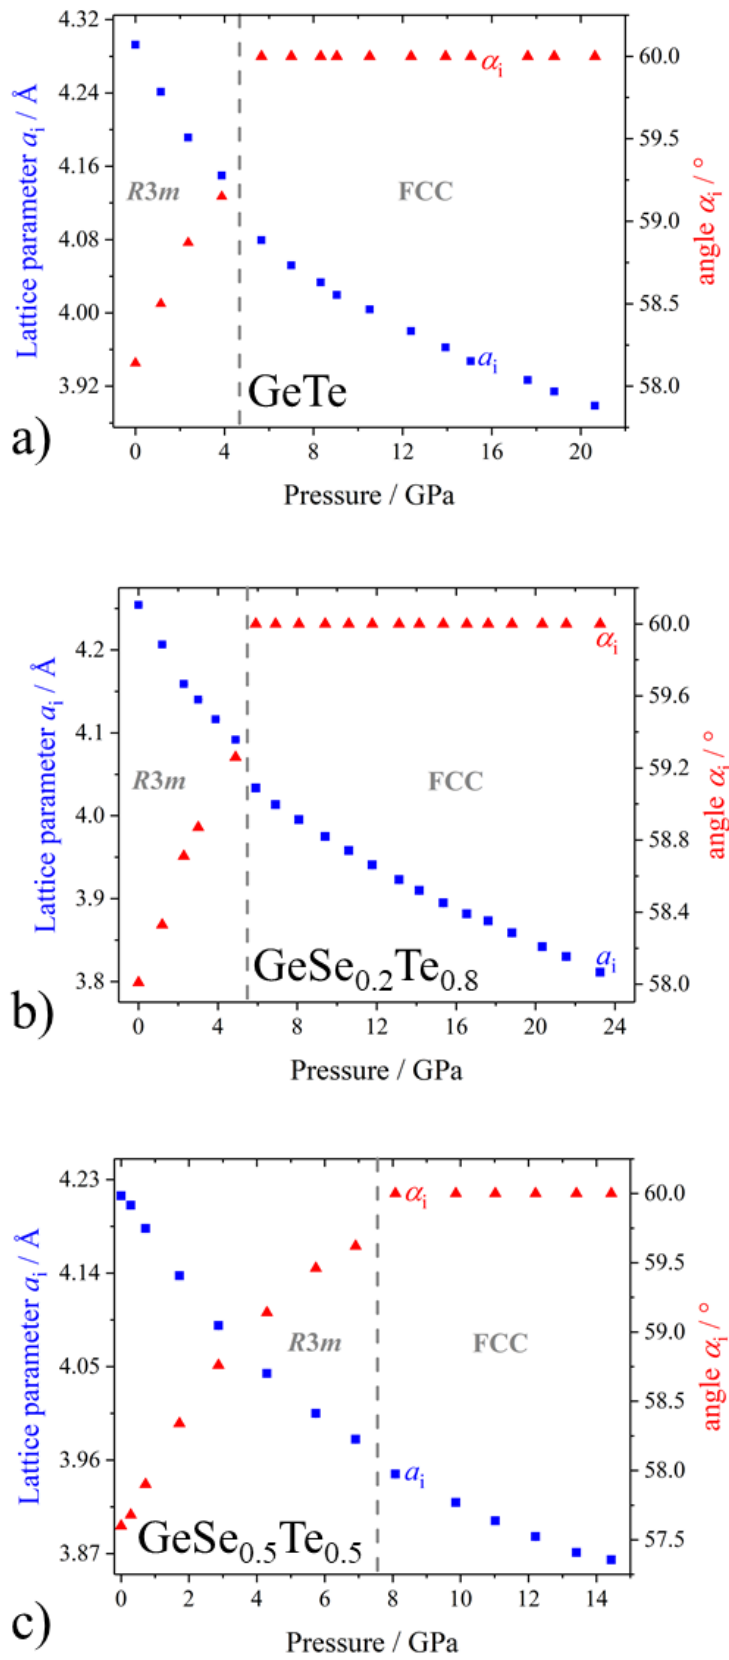 4.32
4.24
4.16
4.08
4.00
3.92
Lattice parameter aᵢ / Å
60.0
59.5
59.0
58.5
58.0
angle αᵢ / °
αᵢ
R3m
FCC
aᵢ
GeTe
a)
0 4 8 12 16 20
Pressure / GPa
4.2
4.1
4.0
3.9
3.8
Lattice parameter aᵢ / Å
60.0
59.6
59.2
58.8
58.4
58.0
angle αᵢ / °
αᵢ
R3m
FCC
aᵢ
GeSe₀.₂Te₀.₈
b)
0 4 8 12 16 20 24
Pressure / GPa
4.23
4.14
4.05
3.96
3.87
Lattice parameter aᵢ / Å
60.0
59.5
59.0
58.5
58.0
57.5
angle αᵢ / °
αᵢ
R3m
FCC
aᵢ
GeSe₀.₅Te₀.₅
c)
0 2 4 6 8 10 12 14
Pressure / GPa